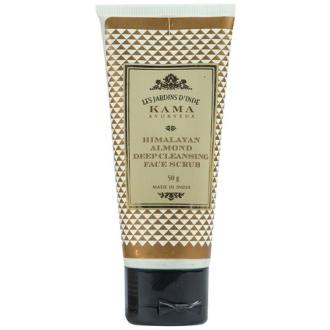 LES JARDINS D'INDE
KAMA
AYURVEDA
HIMALAYAN
ALMOND
DEEP CLEANSING
FACE SCRUB
50 g
MADE IN INDIA